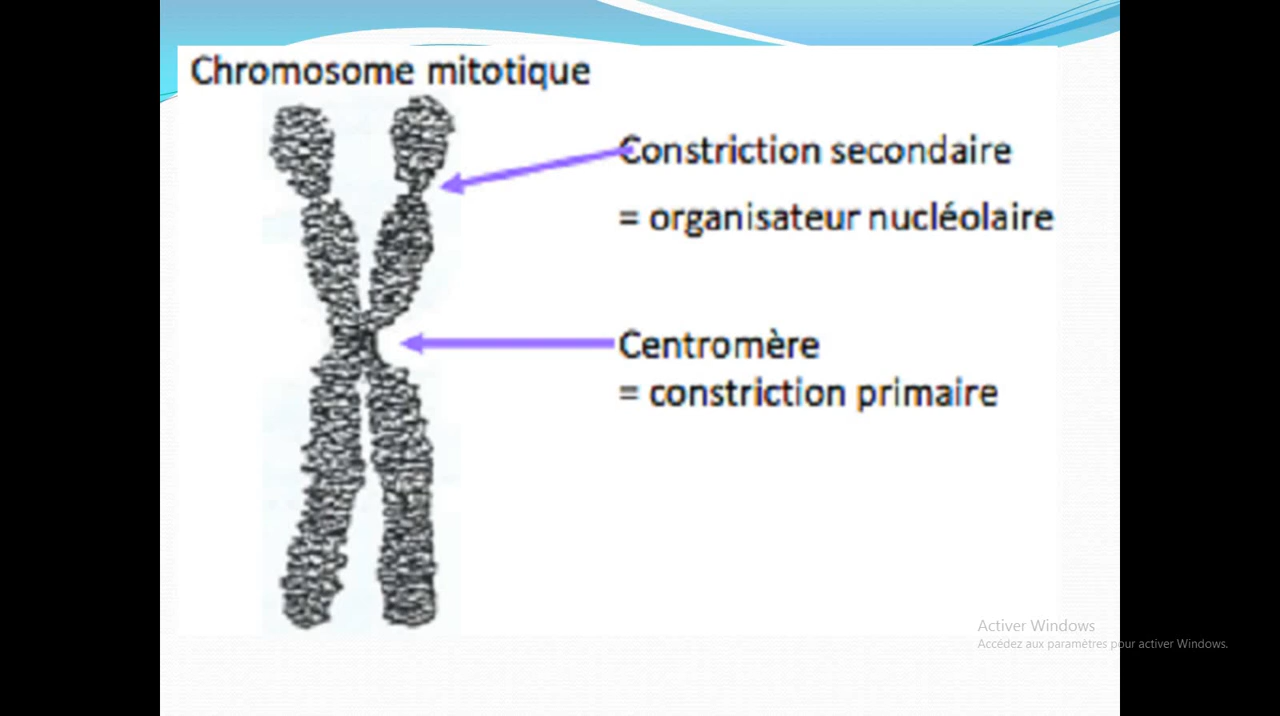 Chromosome mitotique
Constriction secondaire
= organisateur nucléolaire
Centromère
= constriction primaire
Activer Windows
Accédez aux paramètres pour activer Windows.